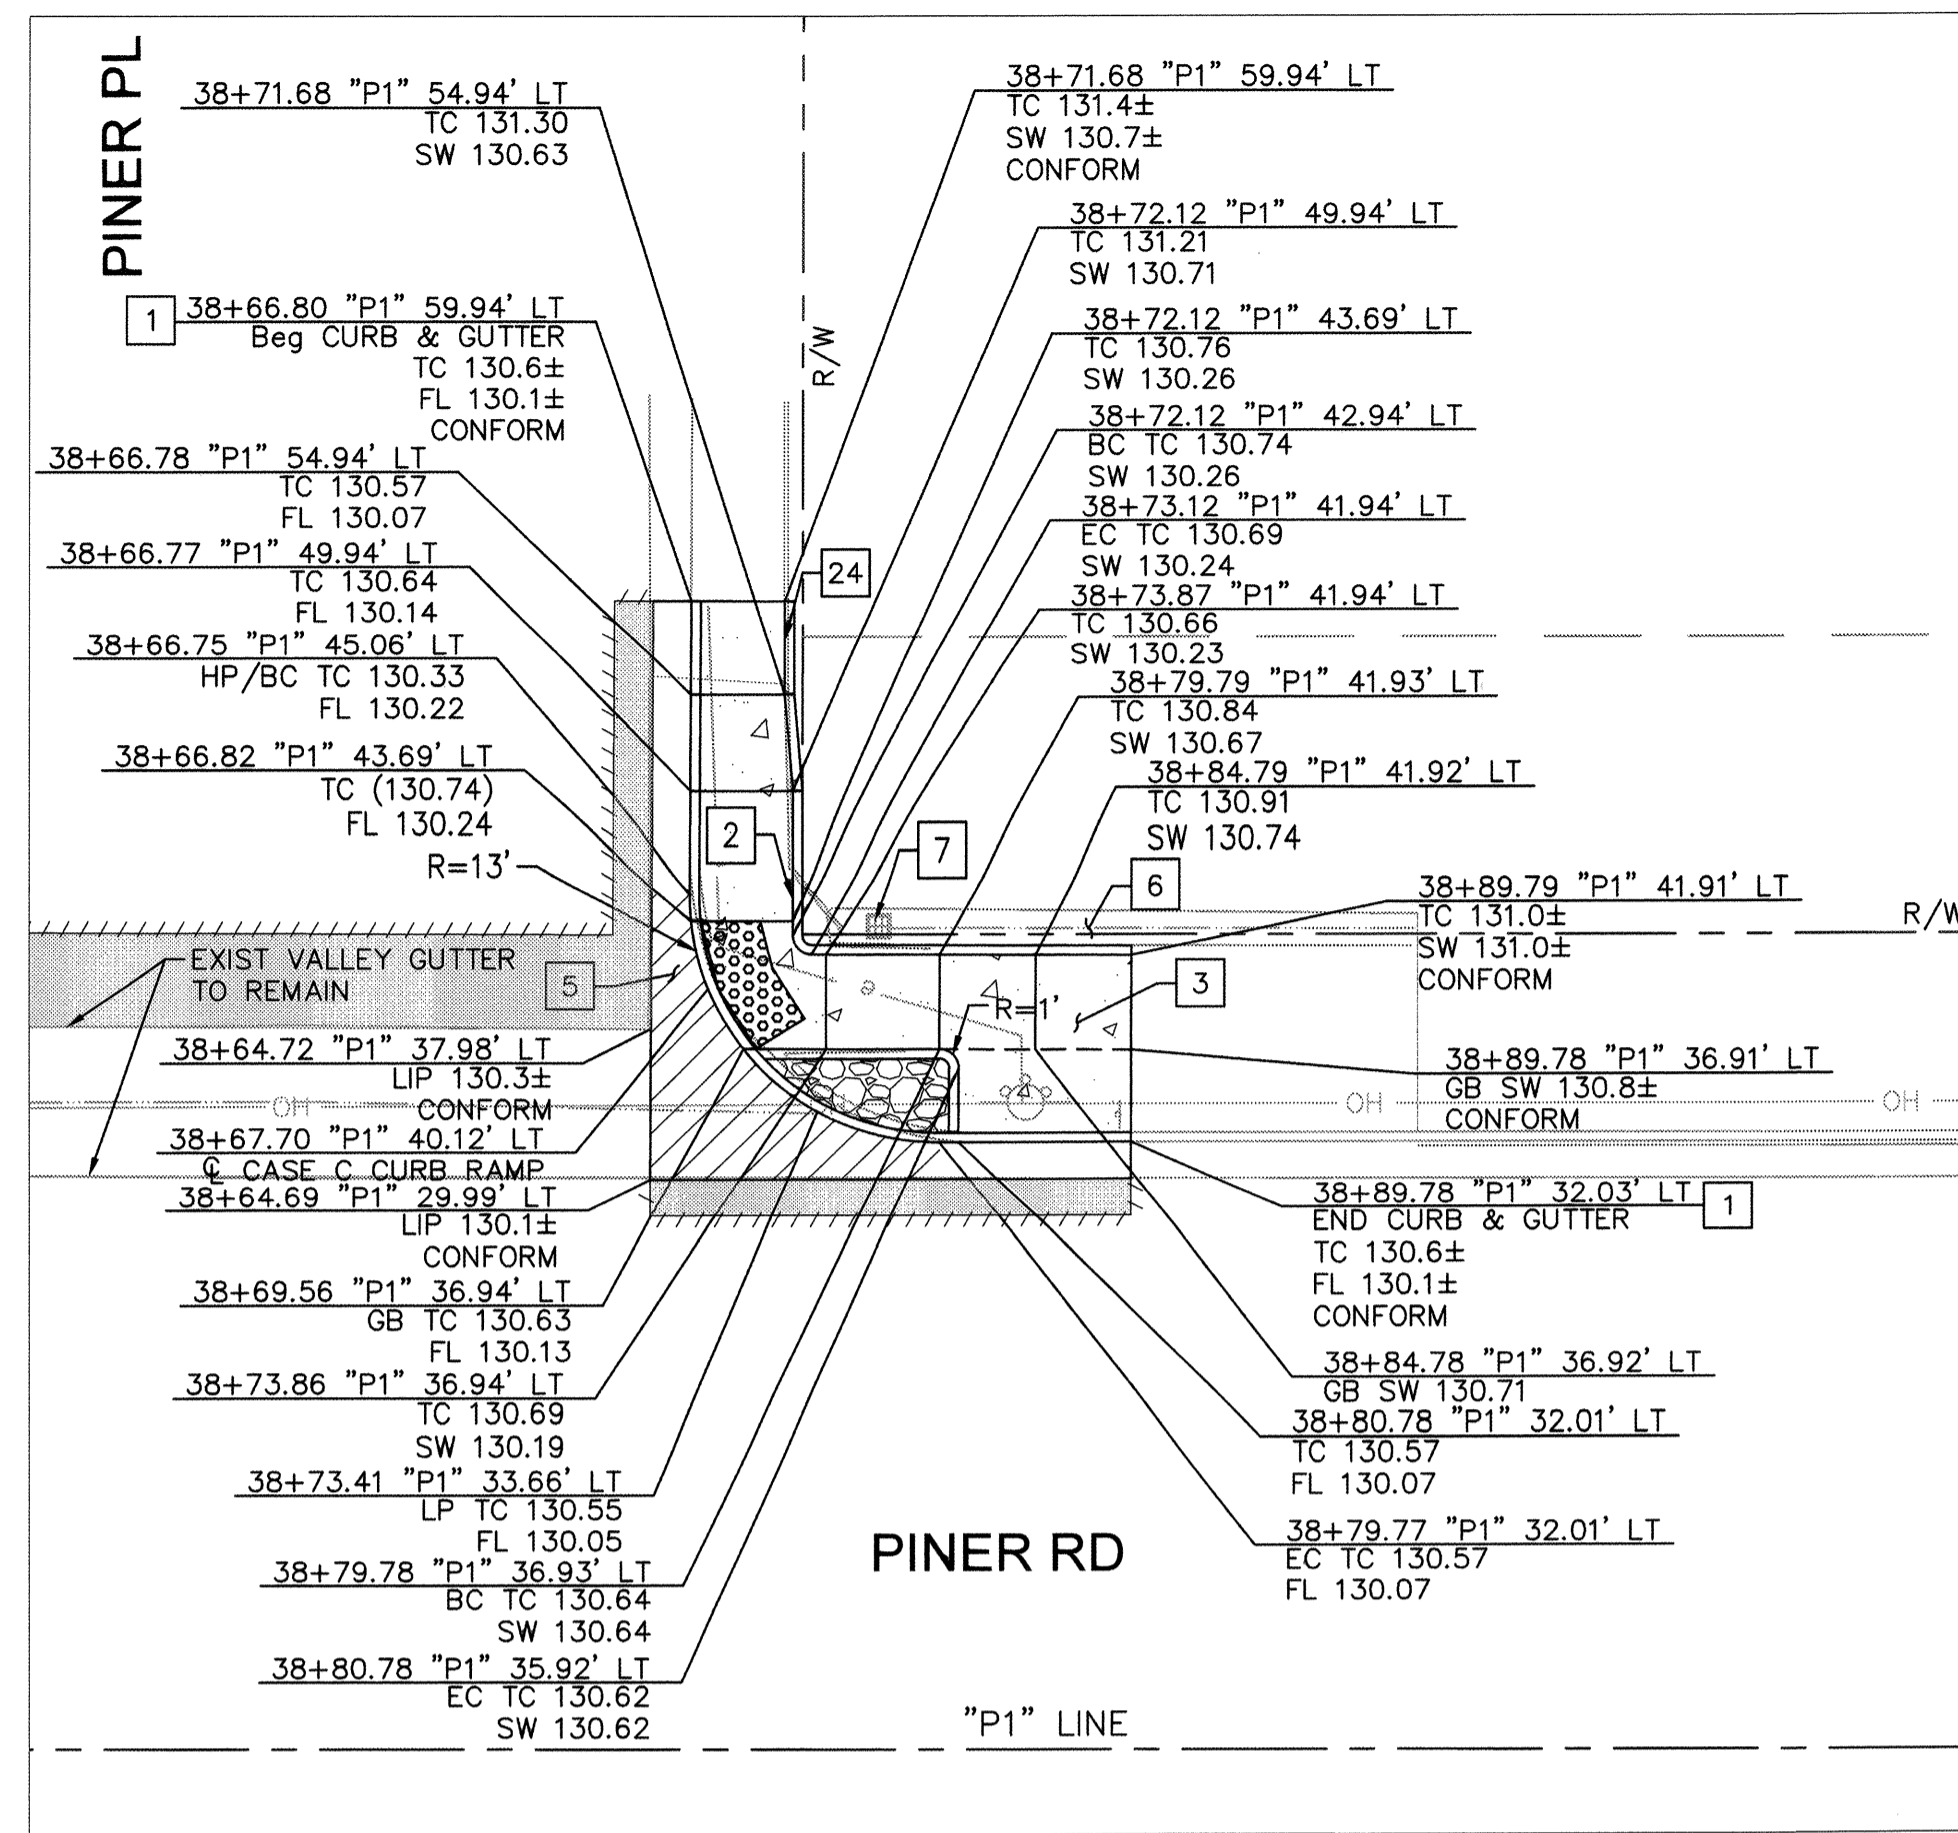 PINER PL
38+71.68 "P1" 54.94' LT
TC 131.30
SW 130.63
1
38+66.80 "P1" 59.94' LT
Beg CURB & GUTTER
TC 130.6±
FL 130.1±
CONFORM
38+66.78 "P1" 54.94' LT
TC 130.57
FL 130.07
38+66.77 "P1" 49.94' LT
TC 130.64
FL 130.14
38+66.75 "P1" 45.06' LT
HP/BC TC 130.33
FL 130.22
38+66.82 "P1" 43.69' LT
TC (130.74)
FL 130.24
R=13'
EXIST VALLEY GUTTER
TO REMAIN
5
38+64.72 "P1" 37.98' LT
LIP 130.3±
CONFORM
OH
38+67.70 "P1" 40.12' LT
℄ CASE C CURB RAMP
38+64.69 "P1" 29.99' LT
LIP 130.1±
CONFORM
38+69.56 "P1" 36.94' LT
GB TC 130.63
FL 130.13
38+73.86 "P1" 36.94' LT
TC 130.69
SW 130.19
38+73.41 "P1" 33.66' LT
LP TC 130.55
FL 130.05
38+79.78 "P1" 36.93' LT
BC TC 130.64
SW 130.64
38+80.78 "P1" 35.92' LT
EC TC 130.62
SW 130.62
R/W
24
2
7
6
3
R=1'
38+71.68 "P1" 59.94' LT
TC 131.4±
SW 130.7±
CONFORM
38+72.12 "P1" 49.94' LT
TC 131.21
SW 130.71
38+72.12 "P1" 43.69' LT
TC 130.76
SW 130.26
38+72.12 "P1" 42.94' LT
BC TC 130.74
SW 130.26
38+73.12 "P1" 41.94' LT
EC TC 130.69
SW 130.24
38+73.87 "P1" 41.94' LT
TC 130.66
SW 130.23
38+79.79 "P1" 41.93' LT
TC 130.84
SW 130.67
38+84.79 "P1" 41.92' LT
TC 130.91
SW 130.74
38+89.79 "P1" 41.91' LT
TC 131.0±
SW 131.0±
CONFORM
R/W
38+89.78 "P1" 36.91' LT
GB SW 130.8±
CONFORM
OH
OH
38+89.78 "P1" 32.03' LT
1
END CURB & GUTTER
TC 130.6±
FL 130.1±
CONFORM
38+84.78 "P1" 36.92' LT
GB SW 130.71
38+80.78 "P1" 32.01' LT
TC 130.57
FL 130.07
38+79.77 "P1" 32.01' LT
EC TC 130.57
FL 130.07
PINER RD
"P1" LINE